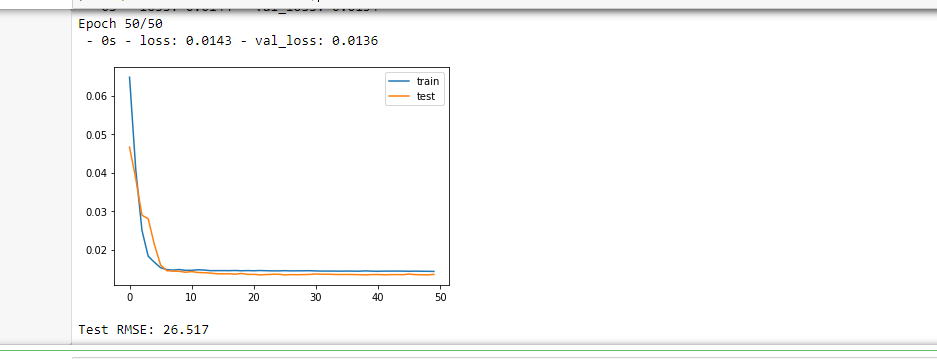 Epoch 50/50
- 0s - loss: 0.0143 - val_loss: 0.0136
train
test
0.06
0.05
0.04
0.03
0.02
0 10 20 30 40 50
Test RMSE: 26.517